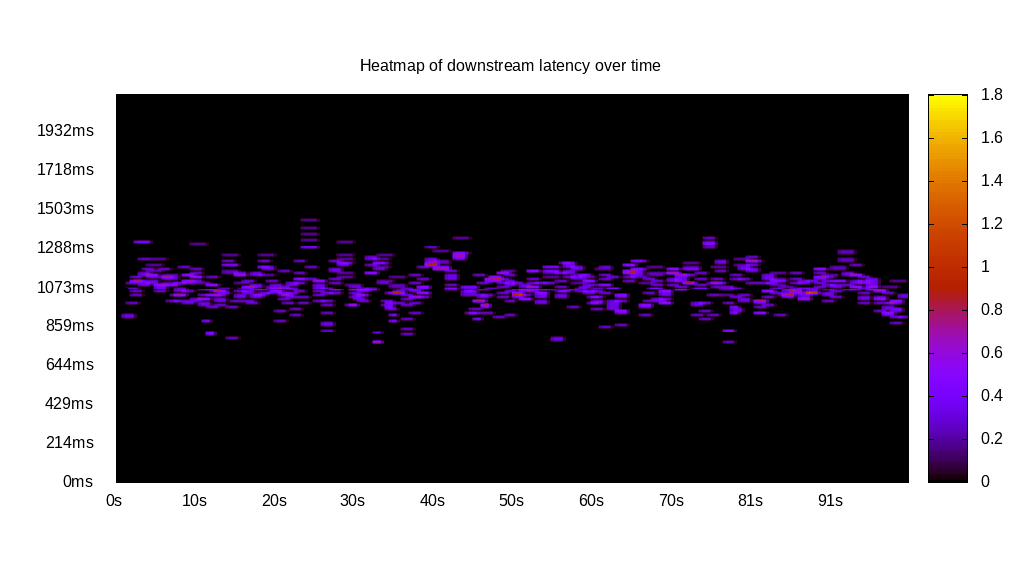 Heatmap of downstream latency over time
1932ms
1718ms
1503ms
1288ms
1073ms
859ms
644ms
429ms
214ms
0ms
0s 10s 20s 30s 40s 50s 60s 70s 81s 91s
1.8
1.6
1.4
1.2
1
0.8
0.6
0.4
0.2
0